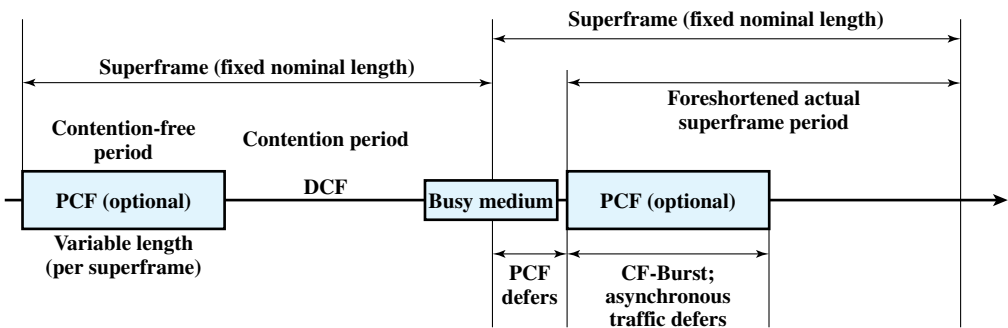 Superframe (fixed nominal length)
Superframe (fixed nominal length)
Foreshortened actual
superframe period
Contention-free
period
Contention period
PCF (optional)
DCF
Busy medium
PCF (optional)
Variable length
(per superframe)
PCF
defers
CF-Burst;
asynchronous
traffic defers